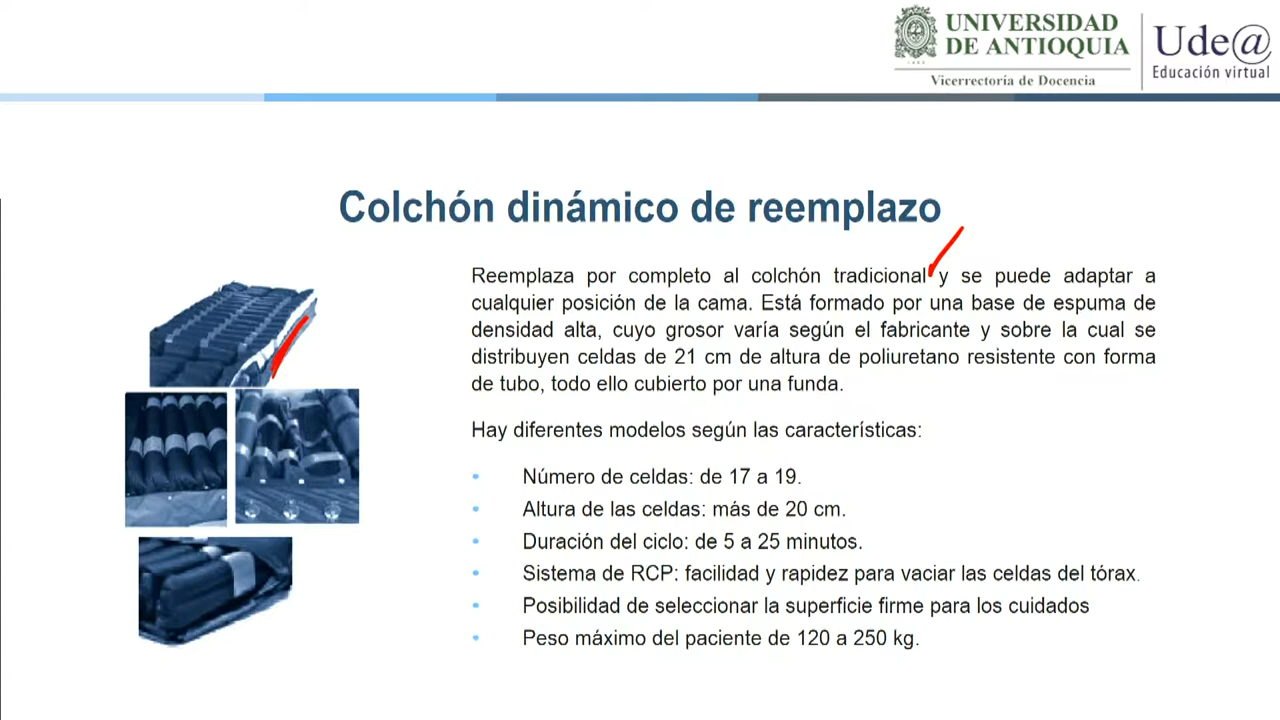 UNIVERSIDAD
DE ANTIOQUIA
Vicerrectoría de Docencia
Ude@
Educación virtual
Colchón dinámico de reemplazo
Reemplaza por completo al colchón tradicional y se puede adaptar a
cualquier posición de la cama. Está formado por una base de espuma de
densidad alta, cuyo grosor varía según el fabricante y sobre la cual se
distribuyen celdas de 21 cm de altura de poliuretano resistente con forma
de tubo, todo ello cubierto por una funda.
Hay diferentes modelos según las características:
• Número de celdas: de 17 a 19.
• Altura de las celdas: más de 20 cm.
• Duración del ciclo: de 5 a 25 minutos.
• Sistema de RCP: facilidad y rapidez para vaciar las celdas del tórax.
• Posibilidad de seleccionar la superficie firme para los cuidados
• Peso máximo del paciente de 120 a 250 kg.